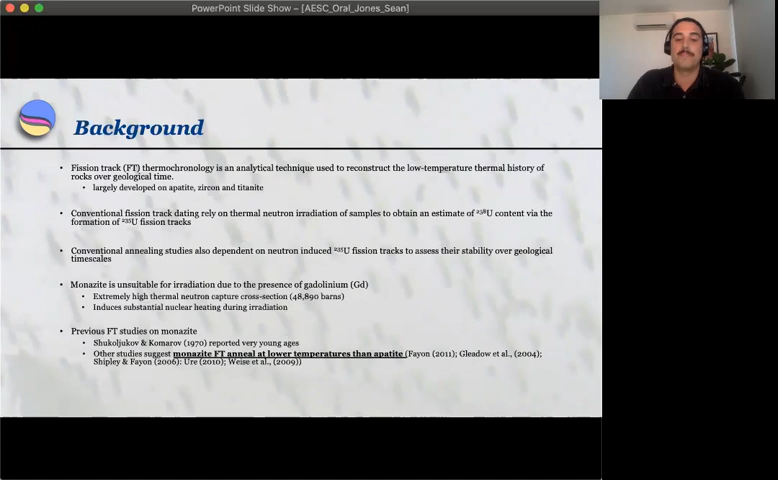 PowerPoint Slide Show – [AESC_Oral_Jones_Sean]
Background
• Fission track (FT) thermochronology is an analytical technique used to reconstruct the low-temperature thermal history of
rocks over geological time.
• largely developed on apatite, zircon and titanite
• Conventional fission track dating rely on thermal neutron irradiation of samples to obtain an estimate of ²³⁸U content via the
formation of ²³⁵U fission tracks
• Conventional annealing studies also dependent on neutron induced ²³⁵U fission tracks to assess their stability over geological
timescales
• Monazite is unsuitable for irradiation due to the presence of gadolinium (Gd)
• Extremely high thermal neutron capture cross-section (48,890 barns)
• Induces substantial nuclear heating during irradiation
• Previous FT studies on monazite
• Shukoljukov & Komarov (1970) reported very young ages
• Other studies suggest monazite FT anneal at lower temperatures than apatite (Fayon (2011); Gleadow et al., (2004);
Shipley & Fayon (2006): Ure (2010); Weise et al., (2009))